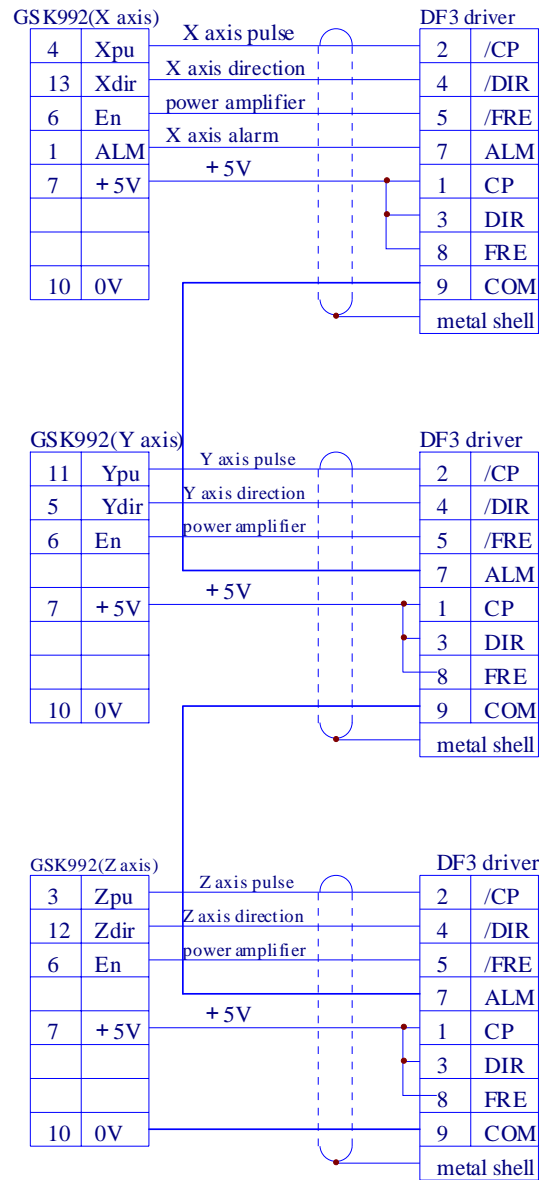 GSK992(X axis) DF3 driver
4 Xpu X axis pulse 2 /CP
13 Xdir X axis direction 4 /DIR
6 En power amplifier 5 /FRE
1 ALM X axis alarm 7 ALM
7 +5V +5V 1 CP
3 DIR
8 FRE
10 0V 9 COM
metal shell
GSK992(Y axis) DF3 driver
11 Ypu Y axis pulse 2 /CP
5 Ydir Y axis direction 4 /DIR
6 En power amplifier 5 /FRE
7 ALM
7 +5V +5V 1 CP
3 DIR
8 FRE
10 0V 9 COM
metal shell
GSK992(Z axis) DF3 driver
3 Zpu Z axis pulse 2 /CP
12 Zdir Z axis direction 4 /DIR
6 En power amplifier 5 /FRE
7 ALM
7 +5V +5V 1 CP
3 DIR
8 FRE
10 0V 9 COM
metal shell